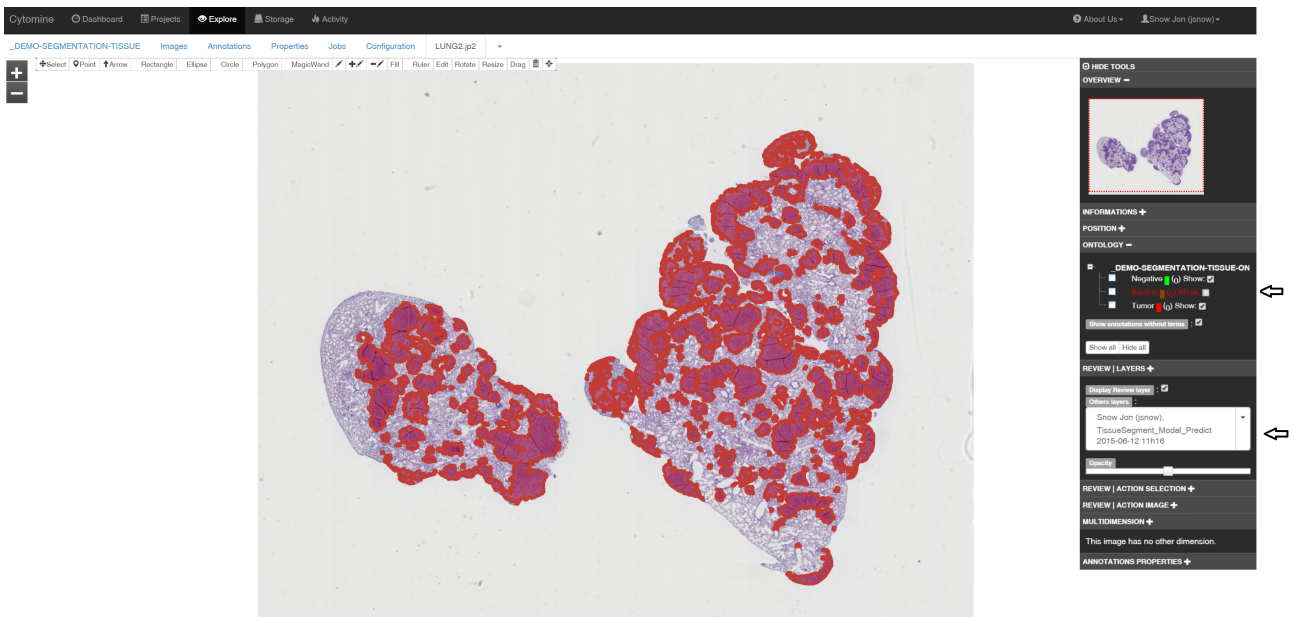 Cytomine Dashboard Projects Explore Storage Activity About Us Snow Jon (jsnow)
_DEMO-SEGMENTATION-TISSUE Images Annotations Properties Jobs Configuration LUNG2.jp2
Select Point Arrow Rectangle Ellipse Circle Polygon MagicWand Fill Ruler Edit Rotate Resize Drag
HIDE TOOLS
OVERVIEW
INFORMATIONS
POSITION
ONTOLOGY
_DEMO-SEGMENTATION-TISSUE-ON
Negative (0) Show:
Section (0) Show:
Tumor (0) Show:
Show annotations without terms :
Show all Hide all
REVIEW | LAYERS
Display Review layer :
Others layers :
Snow Jon (jsnow),
TissueSegment_Model_Predict
2015-06-12 11h16
Opacity
REVIEW | ACTION SELECTION
REVIEW | ACTION IMAGE
MULTIDIMENSION
This image has no other dimension.
ANNOTATIONS PROPERTIES